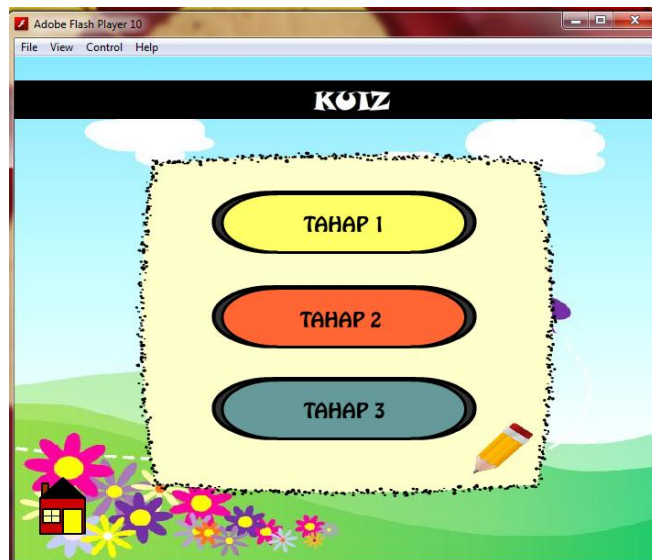 Adobe Flash Player 10
File View Control Help
KUIZ
TAHAP 1
TAHAP 2
TAHAP 3